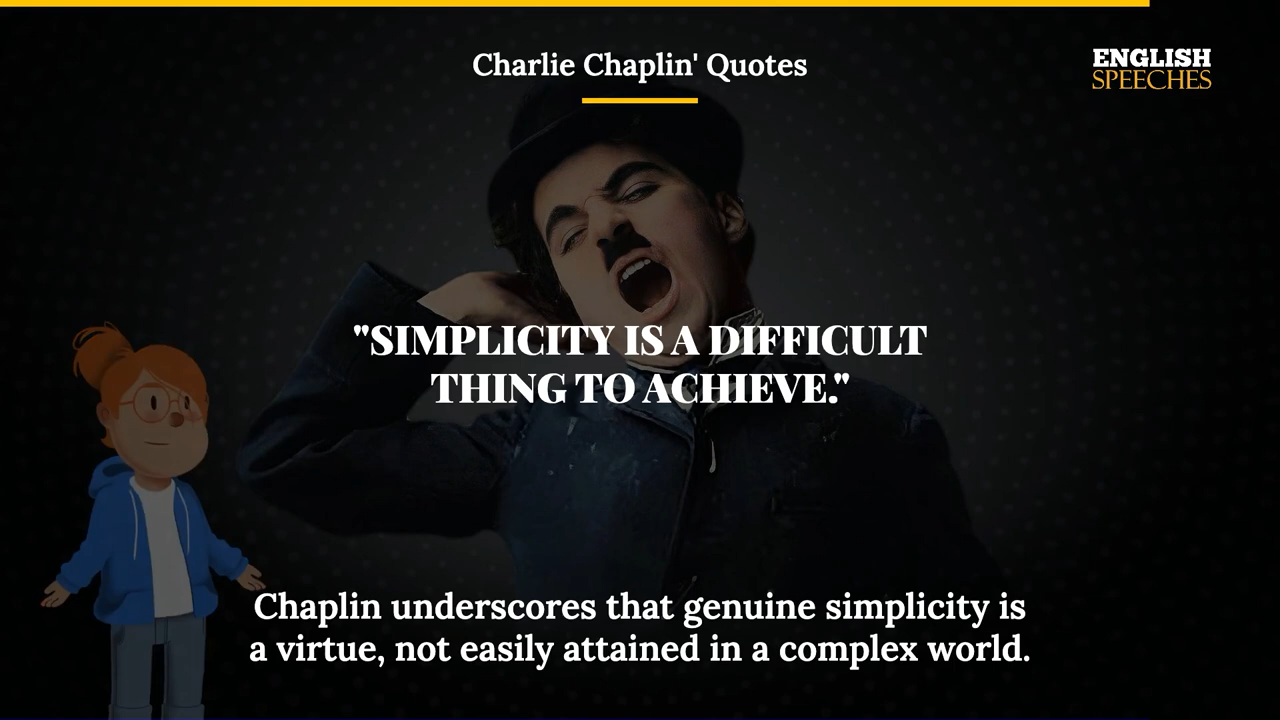 Charlie Chaplin' Quotes
ENGLISH
SPEECHES
"SIMPLICITY IS A DIFFICULT
THING TO ACHIEVE."
Chaplin underscores that genuine simplicity is
a virtue, not easily attained in a complex world.